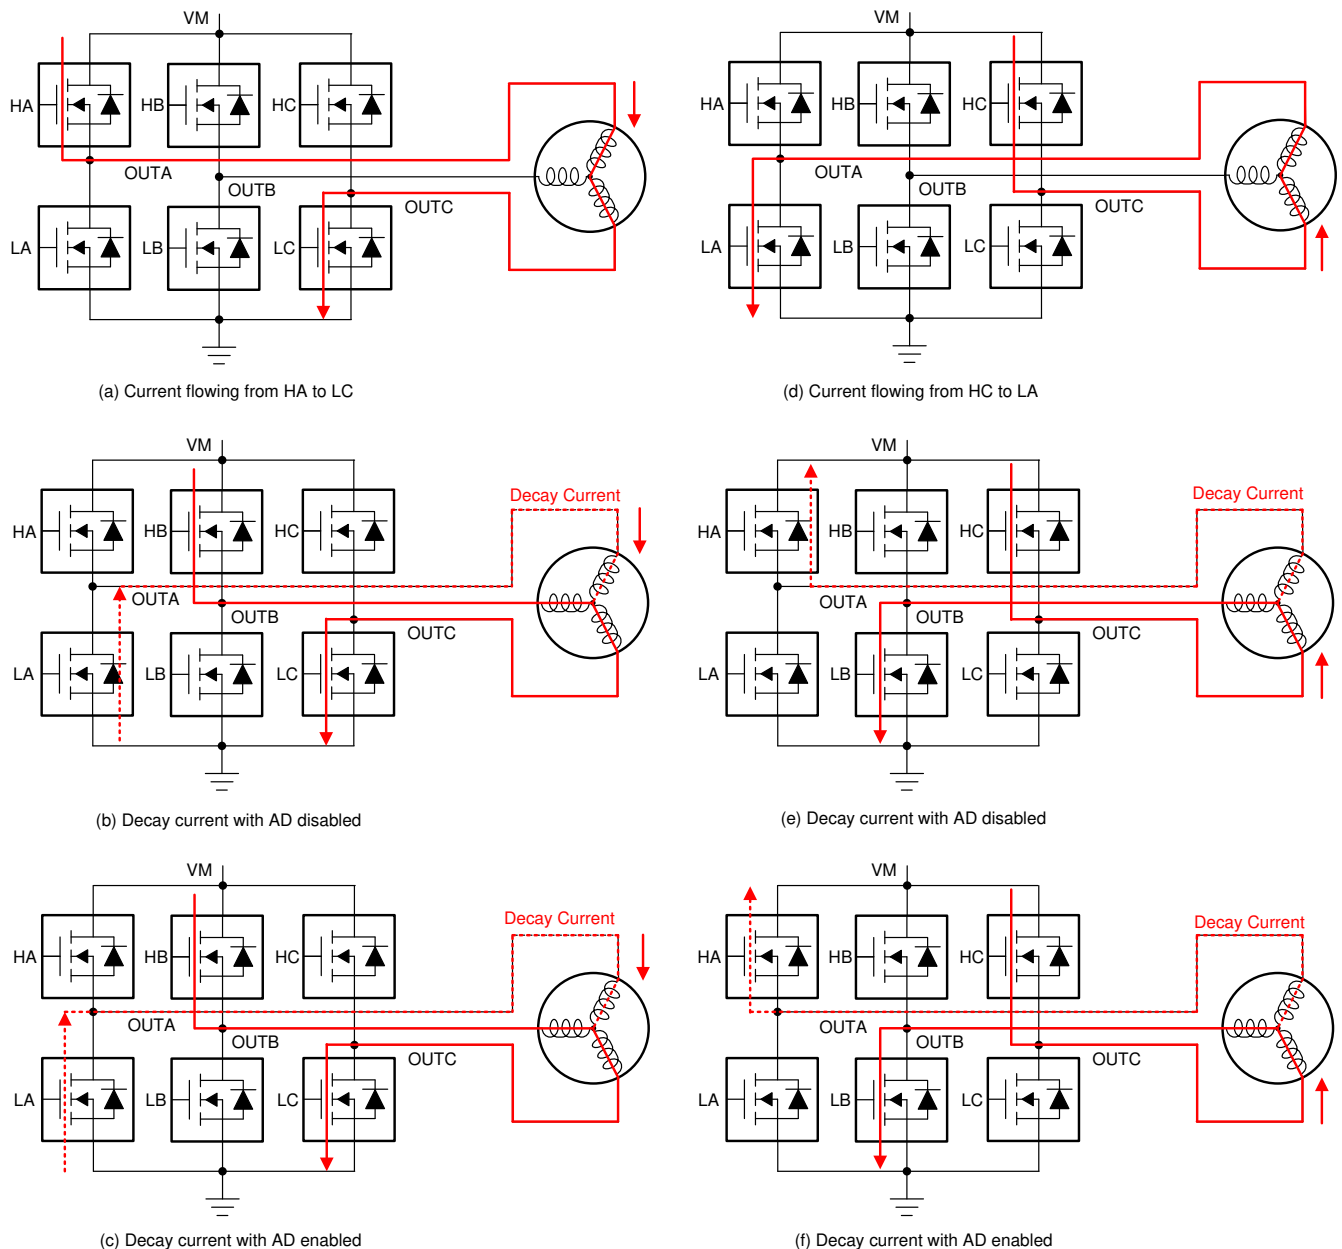 VM
HA
HB
HC
OUTA
OUTB
OUTC
LA
LB
LC
(a) Current flowing from HA to LC
VM
HA
HB
HC
OUTA
OUTB
OUTC
LA
LB
LC
(d) Current flowing from HC to LA
VM
Decay Current
HA
HB
HC
OUTA
OUTB
OUTC
LA
LB
LC
(b) Decay current with AD disabled
VM
Decay Current
HA
HB
HC
OUTA
OUTB
OUTC
LA
LB
LC
(e) Decay current with AD disabled
VM
Decay Current
HA
HB
HC
OUTA
OUTB
OUTC
LA
LB
LC
(c) Decay current with AD enabled
VM
Decay Current
HA
HB
HC
OUTA
OUTB
OUTC
LA
LB
LC
(f) Decay current with AD enabled